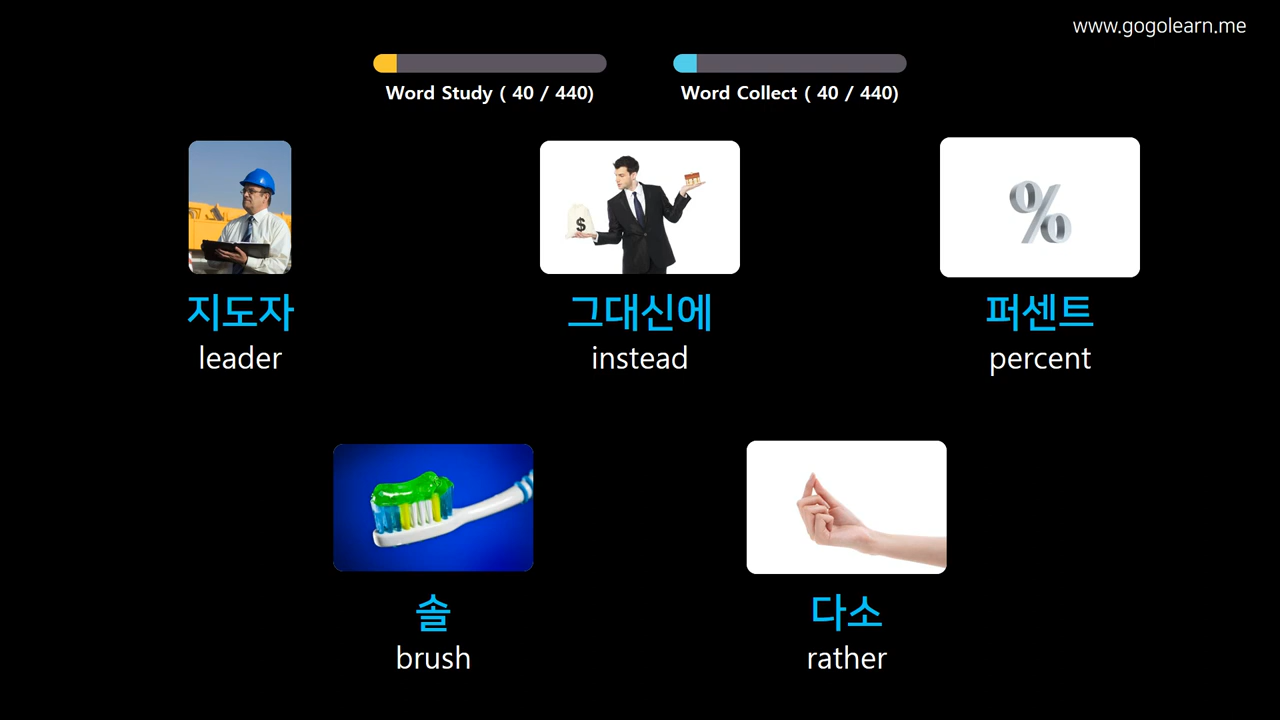 www.gogolearn.me
Word Study ( 40 / 440)
Word Collect ( 40 / 440)
$
%
지도자
leader
그대신에
instead
퍼센트
percent
솔
brush
다소
rather